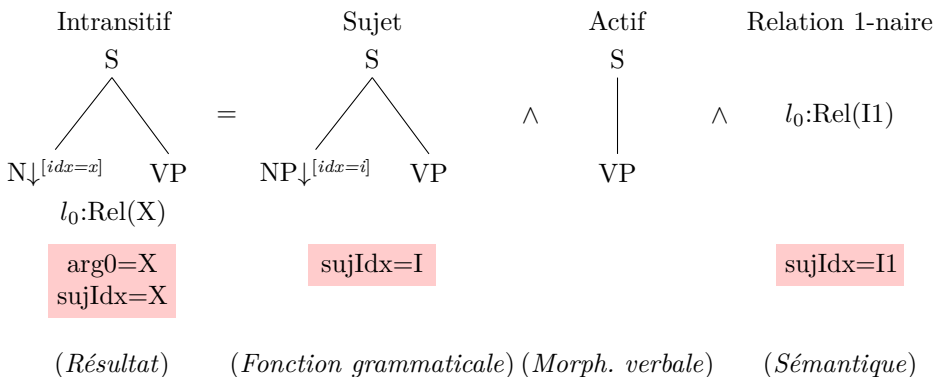 Intransitif Sujet Actif Relation 1-naire
S S S
= ∧ ∧ l₀:Rel(I1)
N↓[idx=x] VP NP↓[idx=i] VP VP
l₀:Rel(X)
arg0=X sujIdx=I sujIdx=I1
sujIdx=X
(Résultat) (Fonction grammaticale) (Morph. verbale) (Sémantique)